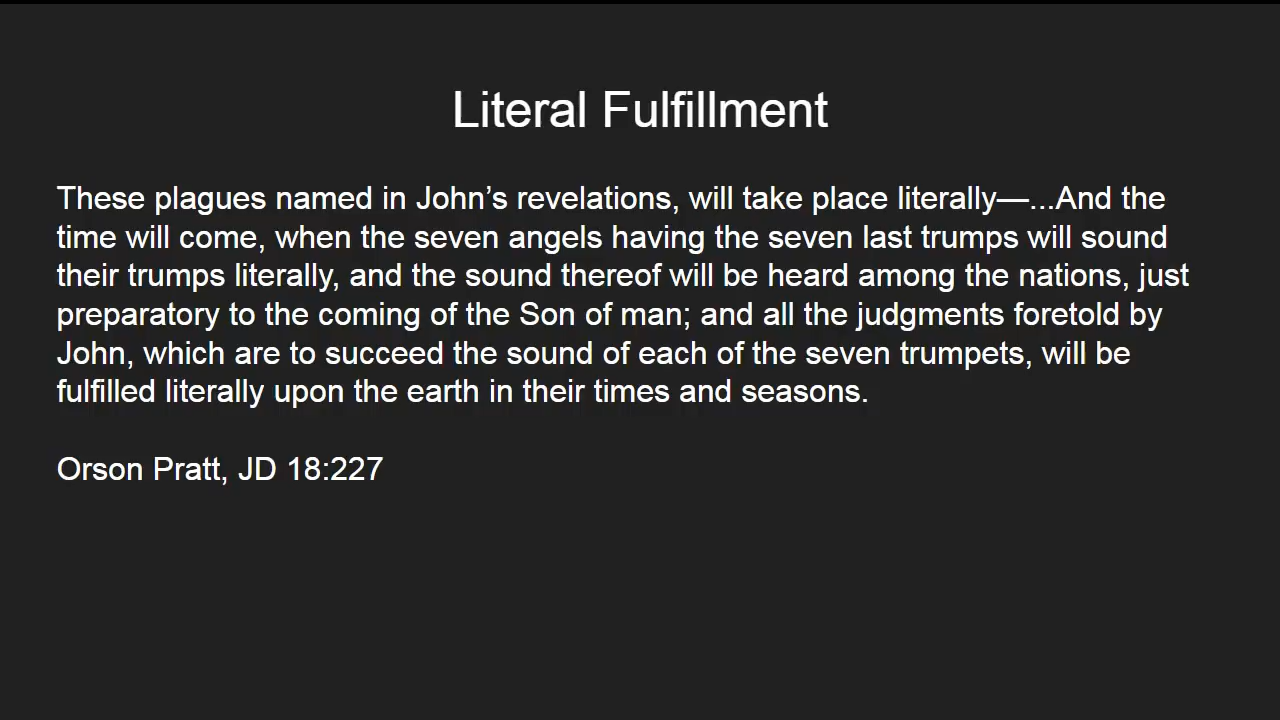 Literal Fulfillment
These plagues named in John’s revelations, will take place literally—...And the
time will come, when the seven angels having the seven last trumps will sound
their trumps literally, and the sound thereof will be heard among the nations, just
preparatory to the coming of the Son of man; and all the judgments foretold by
John, which are to succeed the sound of each of the seven trumpets, will be
fulfilled literally upon the earth in their times and seasons.
Orson Pratt, JD 18:227